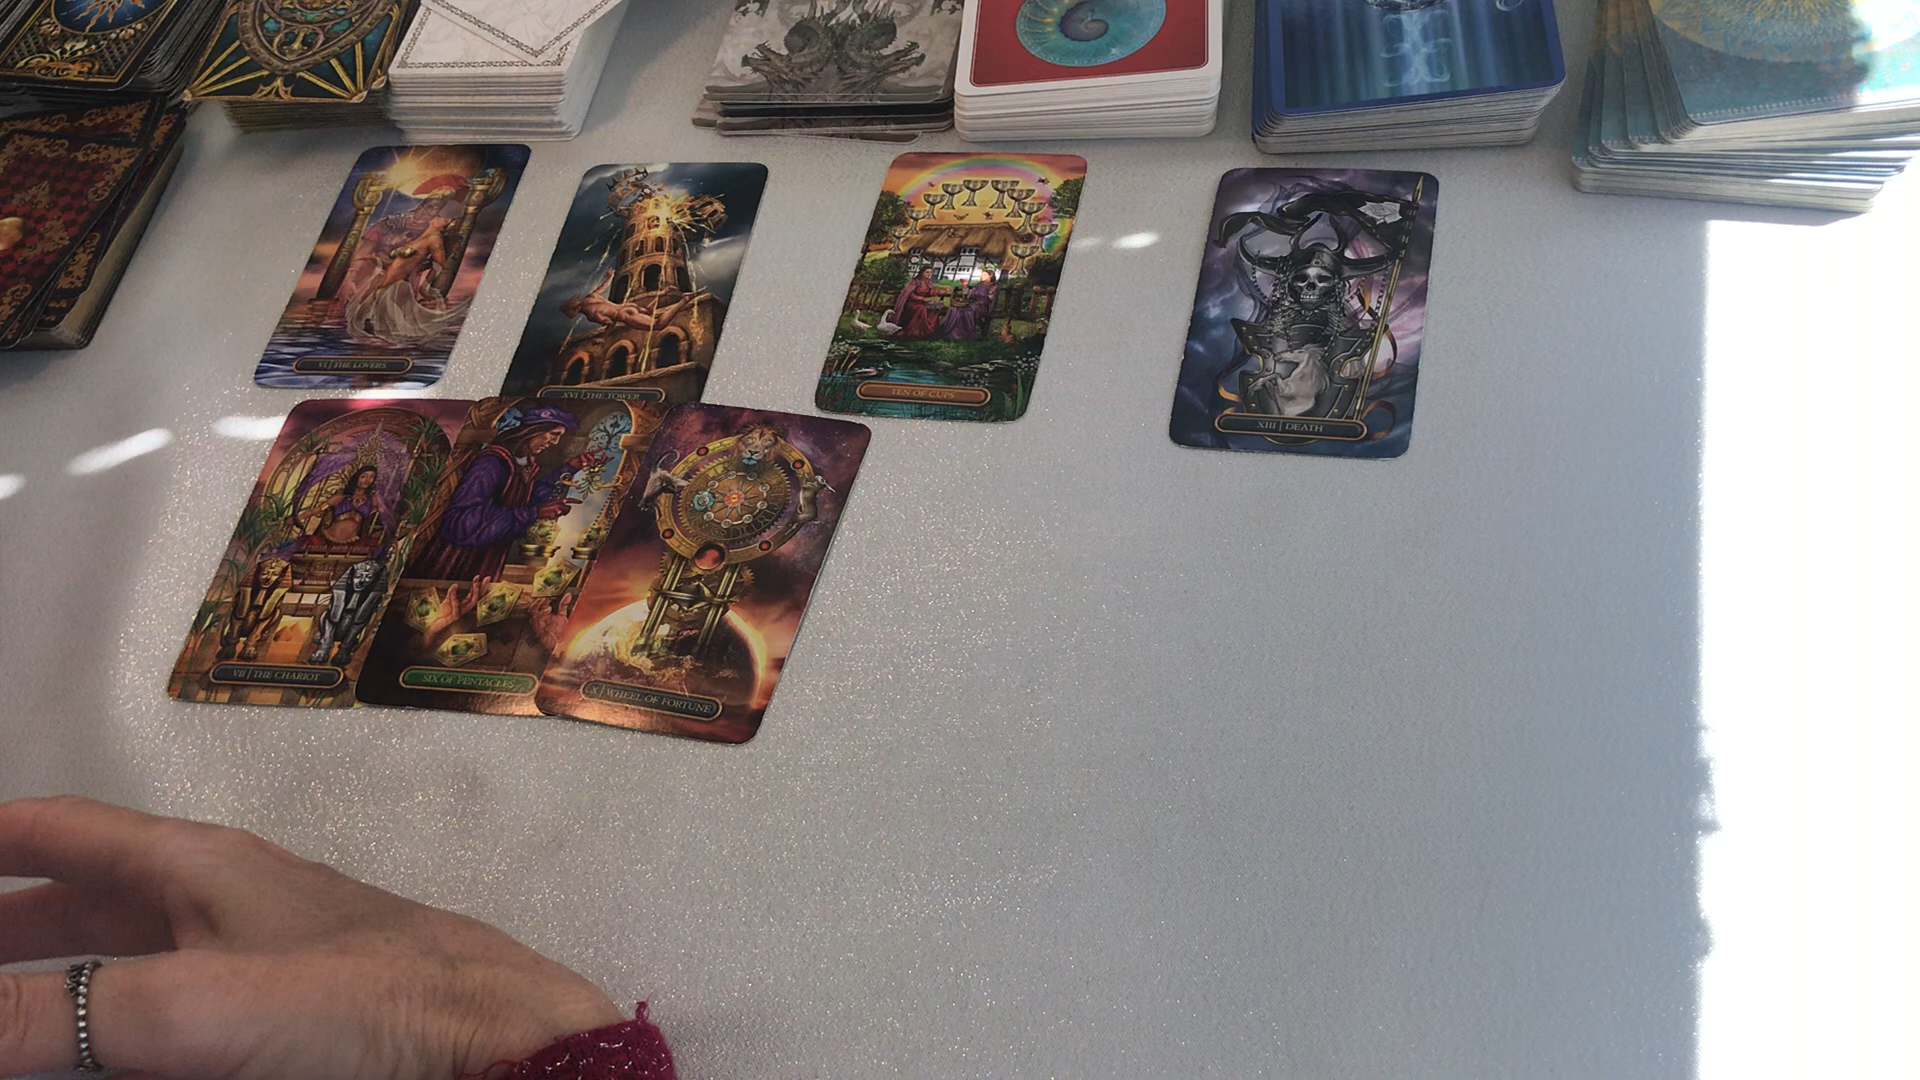 VI | THE LOVERS
XVI | THE TOWER
TEN OF CUPS
XIII | DEATH
VII | THE CHARIOT
SIX OF PENTACLES
X | WHEEL OF FORTUNE